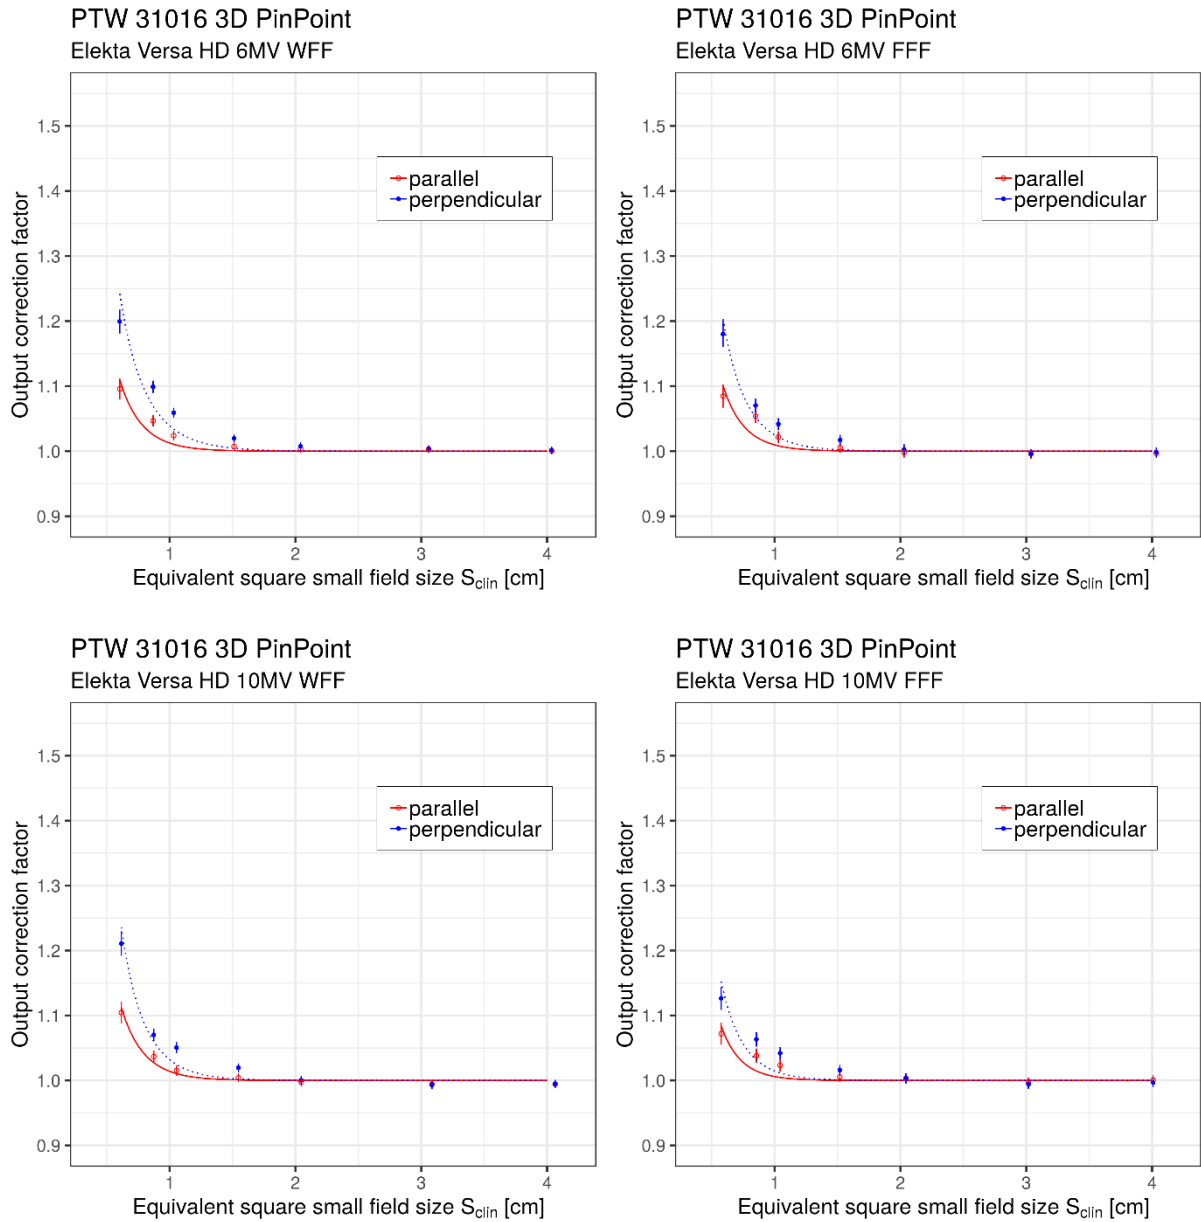 PTW 31016 3D PinPoint
Elekta Versa HD 6MV WFF
Output correction factor
1.5
1.4
1.3
1.2
1.1
1.0
0.9
parallel
perpendicular
1 2 3 4
Equivalent square small field size Sclin [cm]
PTW 31016 3D PinPoint
Elekta Versa HD 6MV FFF
Output correction factor
1.5
1.4
1.3
1.2
1.1
1.0
0.9
parallel
perpendicular
1 2 3 4
Equivalent square small field size Sclin [cm]
PTW 31016 3D PinPoint
Elekta Versa HD 10MV WFF
Output correction factor
1.5
1.4
1.3
1.2
1.1
1.0
0.9
parallel
perpendicular
1 2 3 4
Equivalent square small field size Sclin [cm]
PTW 31016 3D PinPoint
Elekta Versa HD 10MV FFF
Output correction factor
1.5
1.4
1.3
1.2
1.1
1.0
0.9
parallel
perpendicular
1 2 3 4
Equivalent square small field size Sclin [cm]